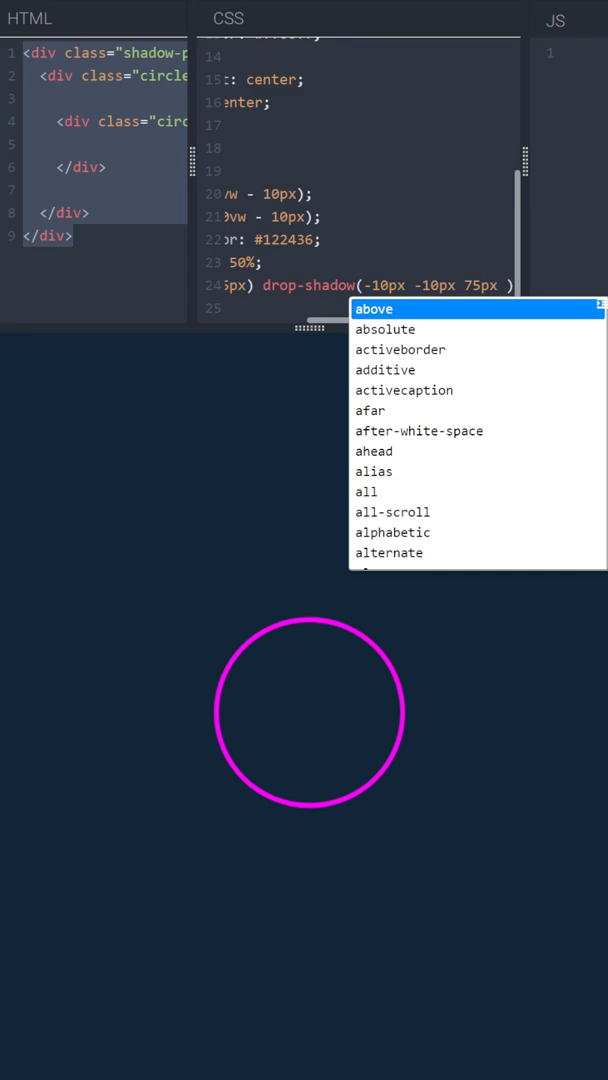 HTML
CSS
JS
1 <div class="shadow-p
2 <div class="circle
3
4 <div class="circ
5
6 </div>
7
8 </div>
9 </div>
14
15 : center;
16 enter;
17
18
19
20 vw - 10px);
21 vw - 10px);
22 or: #122436;
23 50%;
24 5px) drop-shadow(-10px -10px 75px )
25
1
above
absolute
activeborder
additive
activecaption
afar
after-white-space
ahead
alias
all
all-scroll
alphabetic
alternate